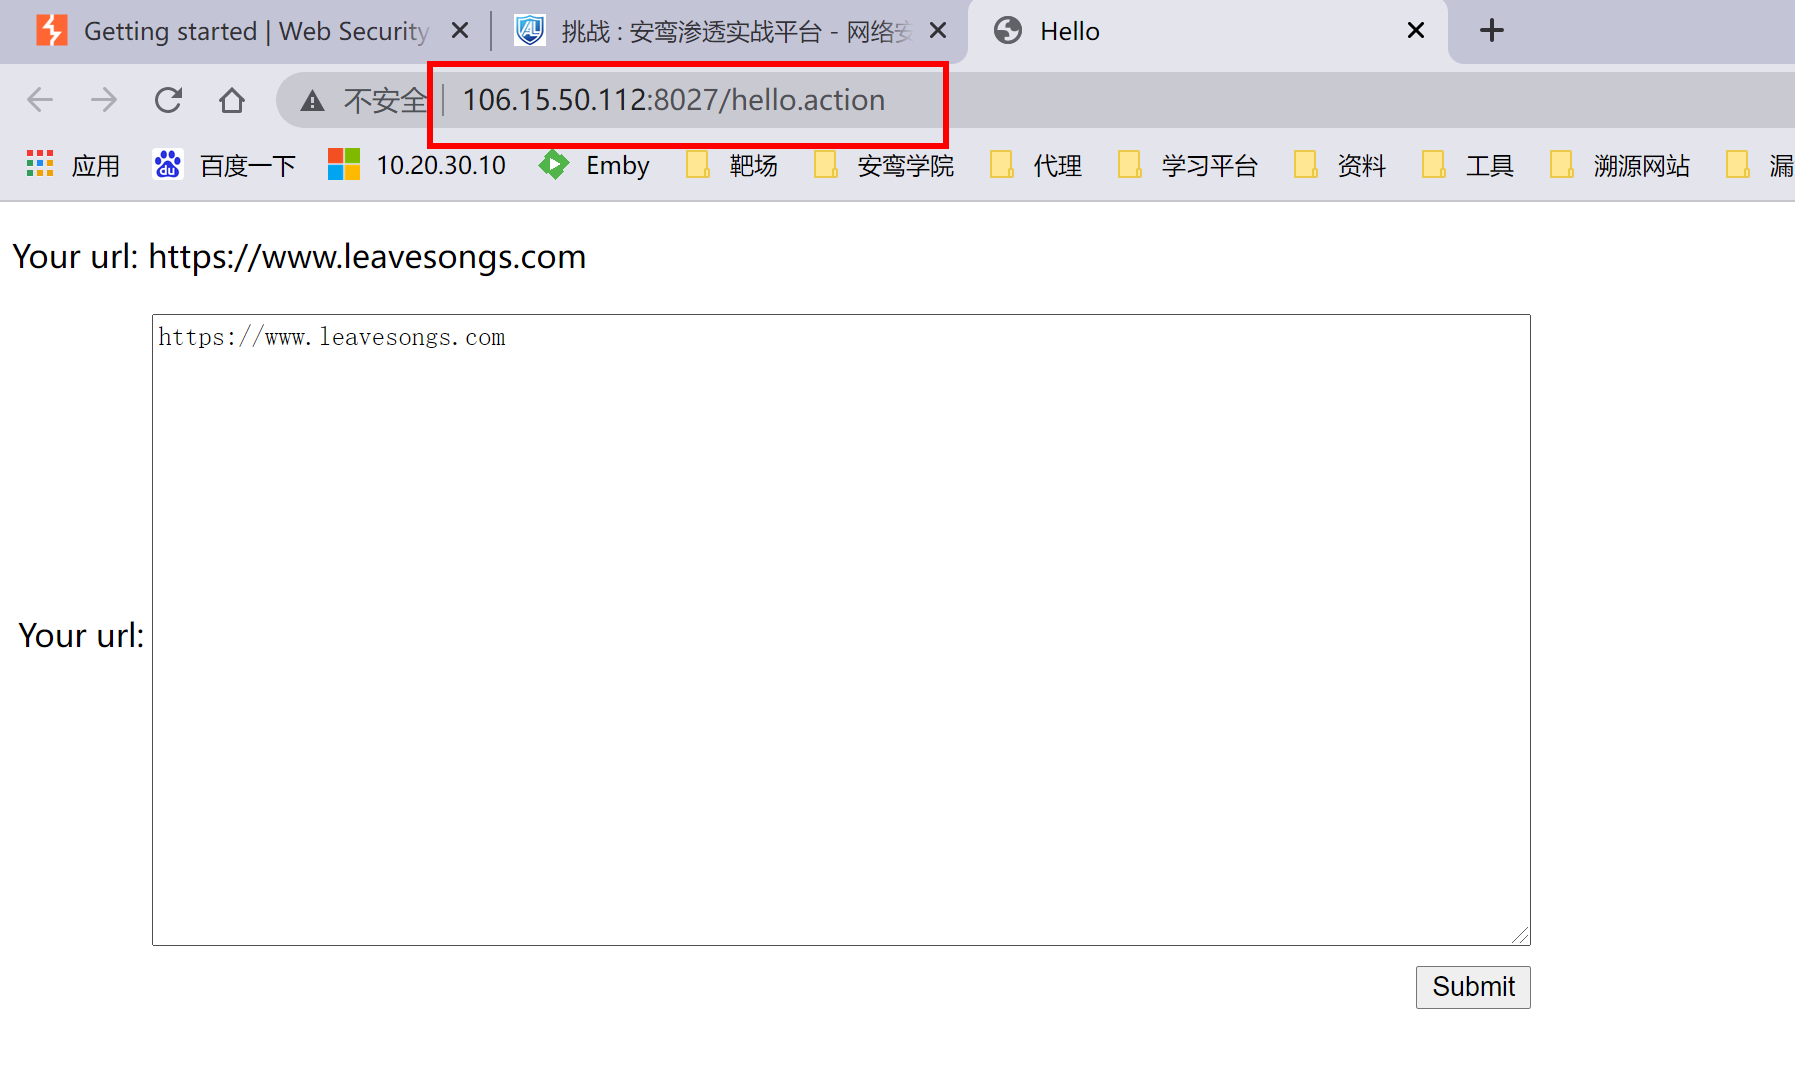 Getting started | Web Security
挑战 : 安鸾渗透实战平台 - 网络安
Hello
不安全 106.15.50.112:8027/hello.action
应用 百度一下 10.20.30.10 Emby 靶场 安鸾学院 代理 学习平台 资料 工具 溯源网站 漏
Your url: https://www.leavesongs.com
https://www.leavesongs.com
Your url:
Submit